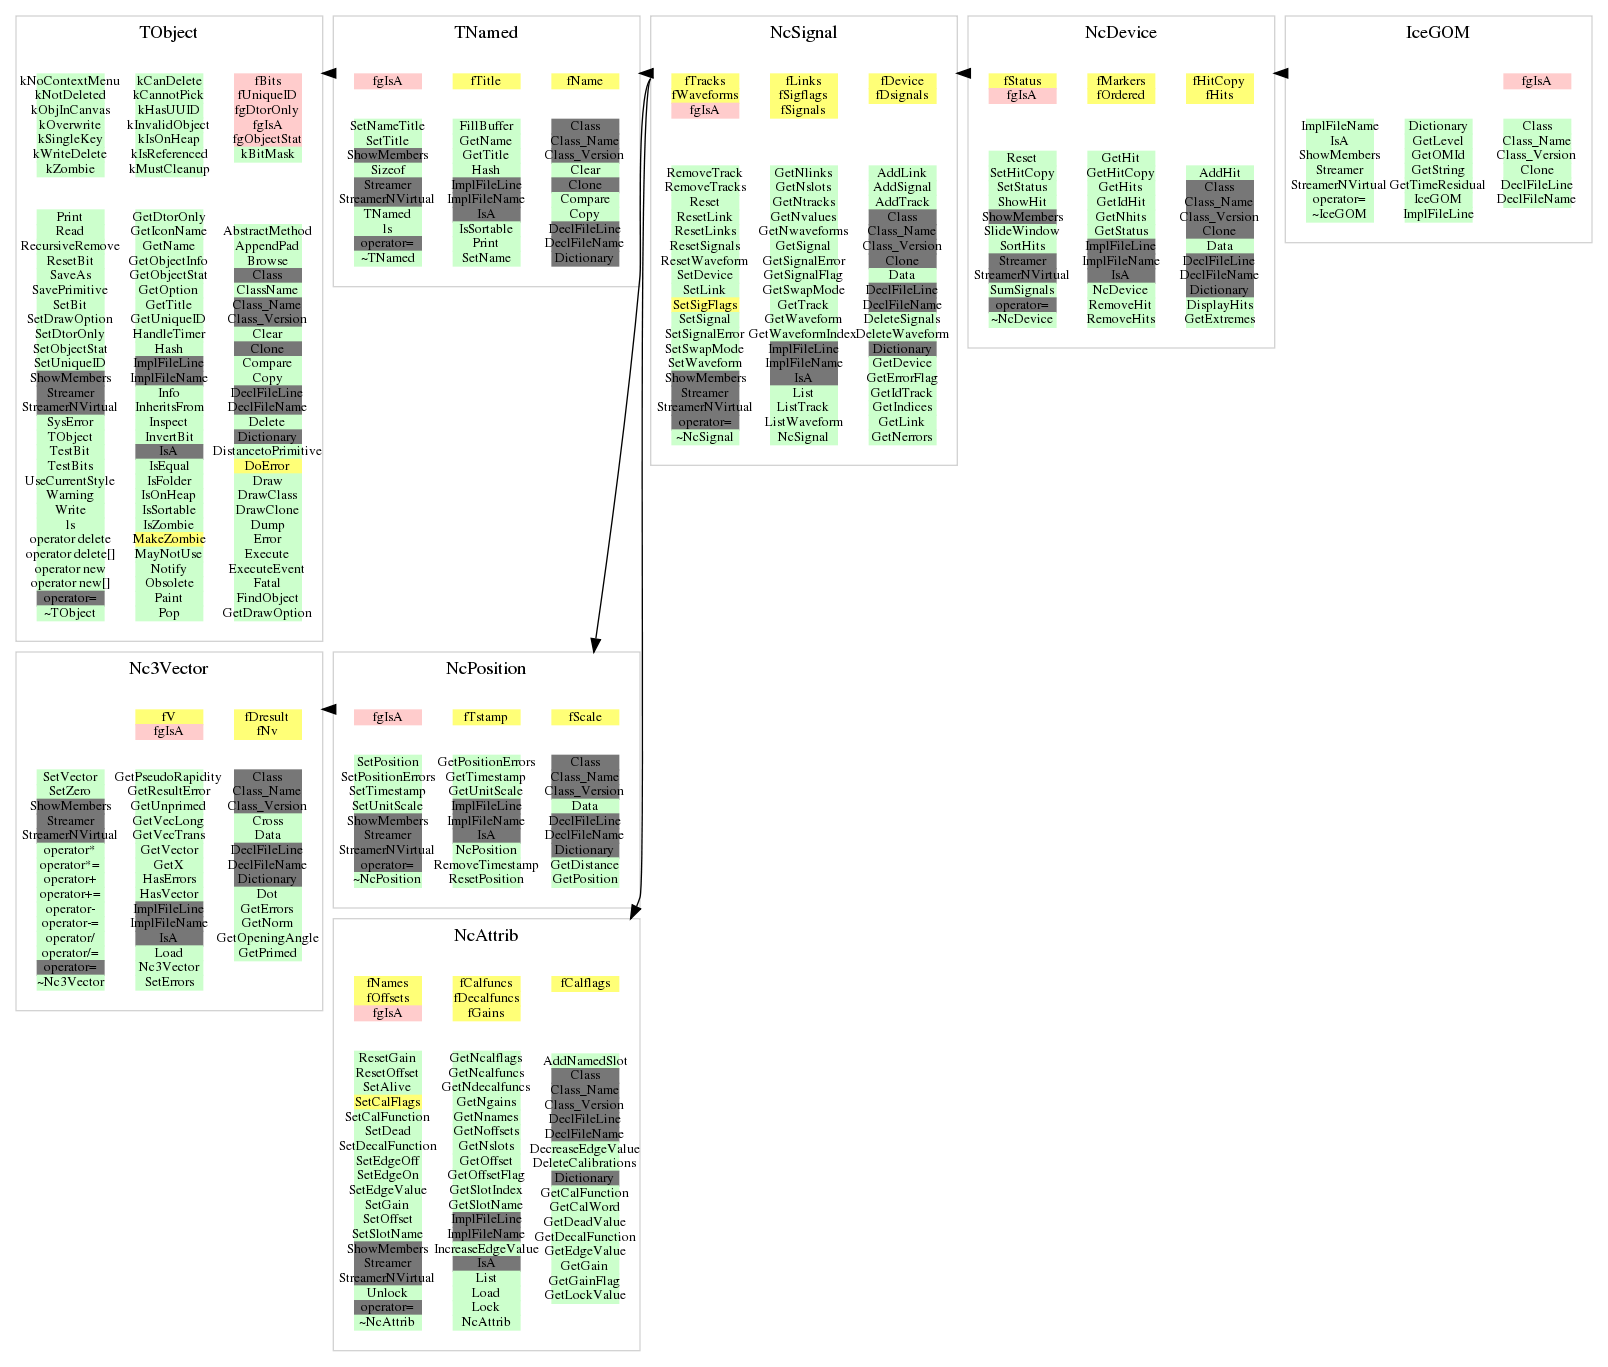 TObject
kNoContextMenu
kNotDeleted
kObjInCanvas
kOverwrite
kSingleKey
kWriteDelete
kZombie
kCanDelete
kCannotPick
kHasUUID
kInvalidObject
kIsOnHeap
kIsReferenced
kMustCleanup
fBits
fUniqueID
fgDtorOnly
fgIsA
fgObjectStat
kBitMask
Print
Read
RecursiveRemove
ResetBit
SaveAs
SavePrimitive
SetBit
SetDrawOption
SetDtorOnly
SetObjectStat
SetUniqueID
ShowMembers
Streamer
StreamerNVirtual
SysError
TObject
TestBit
TestBits
UseCurrentStyle
Warning
Write
ls
operator delete
operator delete[]
operator new
operator new[]
operator=
~TObject
GetDtorOnly
GetIconName
GetName
GetObjectInfo
GetObjectStat
GetOption
GetTitle
GetUniqueID
HandleTimer
Hash
ImplFileLine
ImplFileName
Info
InheritsFrom
Inspect
InvertBit
IsA
IsEqual
IsFolder
IsOnHeap
IsSortable
IsZombie
MakeZombie
MayNotUse
Notify
Obsolete
Paint
Pop
AbstractMethod
AppendPad
Browse
Class
ClassName
Class_Name
Class_Version
Clear
Clone
Compare
Copy
DeclFileLine
DeclFileName
Delete
Dictionary
DistancetoPrimitive
DoError
Draw
DrawClass
DrawClone
Dump
Error
Execute
ExecuteEvent
Fatal
FindObject
GetDrawOption
TNamed
fgIsA
fTitle
fName
SetNameTitle
SetTitle
ShowMembers
Sizeof
Streamer
StreamerNVirtual
TNamed
ls
operator=
~TNamed
FillBuffer
GetName
GetTitle
Hash
ImplFileLine
ImplFileName
IsA
IsSortable
Print
SetName
Class
Class_Name
Class_Version
Clear
Clone
Compare
Copy
DeclFileLine
DeclFileName
Dictionary
NcSignal
fTracks
fWaveforms
fgIsA
fLinks
fSigflags
fSignals
fDevice
fDsignals
RemoveTrack
RemoveTracks
Reset
ResetLink
ResetLinks
ResetSignals
ResetWaveform
SetDevice
SetLink
SetSigFlags
SetSignal
SetSignalError
SetSwapMode
SetWaveform
ShowMembers
Streamer
StreamerNVirtual
operator=
~NcSignal
GetNlinks
GetNslots
GetNtracks
GetNvalues
GetNwaveforms
GetSignal
GetSignalError
GetSignalFlag
GetSwapMode
GetTrack
GetWaveform
GetWaveformIndex
ImplFileLine
ImplFileName
IsA
List
ListTrack
ListWaveform
NcSignal
AddLink
AddSignal
AddTrack
Class
Class_Name
Class_Version
Clone
Data
DeclFileLine
DeclFileName
DeleteSignals
DeleteWaveform
Dictionary
GetDevice
GetErrorFlag
GetIdTrack
GetIndices
GetLink
GetNerrors
NcDevice
fStatus
fgIsA
fMarkers
fOrdered
fHitCopy
fHits
Reset
SetHitCopy
SetStatus
ShowHit
ShowMembers
SlideWindow
SortHits
Streamer
StreamerNVirtual
SumSignals
operator=
~NcDevice
GetHit
GetHitCopy
GetHits
GetIdHit
GetNhits
GetStatus
ImplFileLine
ImplFileName
IsA
NcDevice
RemoveHit
RemoveHits
AddHit
Class
Class_Name
Class_Version
Clone
Data
DeclFileLine
DeclFileName
Dictionary
DisplayHits
GetExtremes
IceGOM
fgIsA
ImplFileName
IsA
ShowMembers
Streamer
StreamerNVirtual
operator=
~IceGOM
Dictionary
GetLevel
GetOMId
GetString
GetTimeResidual
IceGOM
ImplFileLine
Class
Class_Name
Class_Version
Clone
DeclFileLine
DeclFileName
Nc3Vector
fV
fgIsA
fDresult
fNv
SetVector
SetZero
ShowMembers
Streamer
StreamerNVirtual
operator*
operator*=
operator+
operator+=
operator-
operator-=
operator/
operator/=
operator=
~Nc3Vector
GetPseudoRapidity
GetResultError
GetUnprimed
GetVecLong
GetVecTrans
GetVector
GetX
HasErrors
HasVector
ImplFileLine
ImplFileName
IsA
Load
Nc3Vector
SetErrors
Class
Class_Name
Class_Version
Cross
Data
DeclFileLine
DeclFileName
Dictionary
Dot
GetErrors
GetNorm
GetOpeningAngle
GetPrimed
NcPosition
fgIsA
fTstamp
fScale
SetPosition
SetPositionErrors
SetTimestamp
SetUnitScale
ShowMembers
Streamer
StreamerNVirtual
operator=
~NcPosition
GetPositionErrors
GetTimestamp
GetUnitScale
ImplFileLine
ImplFileName
IsA
NcPosition
RemoveTimestamp
ResetPosition
Class
Class_Name
Class_Version
Data
DeclFileLine
DeclFileName
Dictionary
GetDistance
GetPosition
NcAttrib
fNames
fOffsets
fgIsA
fCalfuncs
fDecalfuncs
fGains
fCalflags
ResetGain
ResetOffset
SetAlive
SetCalFlags
SetCalFunction
SetDead
SetDecalFunction
SetEdgeOff
SetEdgeOn
SetEdgeValue
SetGain
SetOffset
SetSlotName
ShowMembers
Streamer
StreamerNVirtual
Unlock
operator=
~NcAttrib
GetNcalflags
GetNcalfuncs
GetNdecalfuncs
GetNgains
GetNnames
GetNoffsets
GetNslots
GetOffset
GetOffsetFlag
GetSlotIndex
GetSlotName
ImplFileLine
ImplFileName
IncreaseEdgeValue
IsA
List
Load
Lock
NcAttrib
AddNamedSlot
Class
Class_Name
Class_Version
DeclFileLine
DeclFileName
DecreaseEdgeValue
DeleteCalibrations
Dictionary
GetCalFunction
GetCalWord
GetDeadValue
GetDecalFunction
GetEdgeValue
GetGain
GetGainFlag
GetLockValue